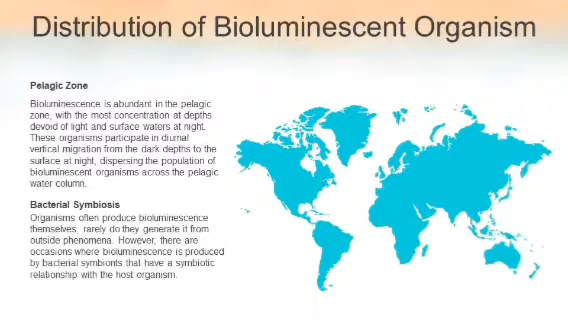 Distribution of Bioluminescent Organism
Pelagic Zone
Bioluminescence is abundant in the pelagic
zone, with the most concentration at depths
devoid of light and surface waters at night.
These organisms participate in diurnal
vertical migration from the dark depths to the
surface at night, dispersing the population of
bioluminescent organisms across the pelagic
water column.
Bacterial Symbiosis
Organisms often produce bioluminescence
themselves, rarely do they generate it from
outside phenomena. However, there are
occasions where bioluminescence is produced
by bacterial symbionts that have a symbiotic
relationship with the host organism.